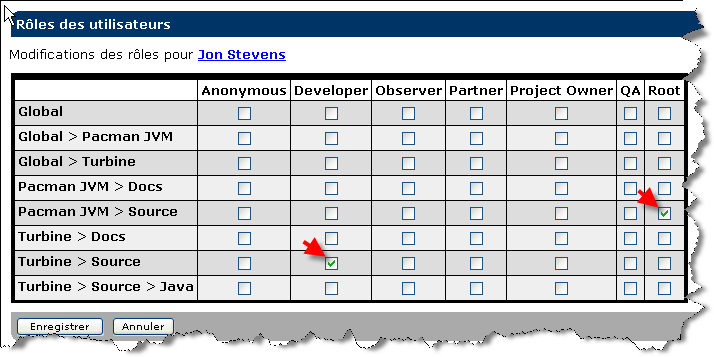 Rôles des utilisateurs
Modifications des rôles pour Jon Stevens
Anonymous Developer Observer Partner Project Owner QA Root
Global
Global > Pacman JVM
Global > Turbine
Pacman JVM > Docs
Pacman JVM > Source
Turbine > Docs
Turbine > Source
Turbine > Source > Java
Enregistrer Annuler